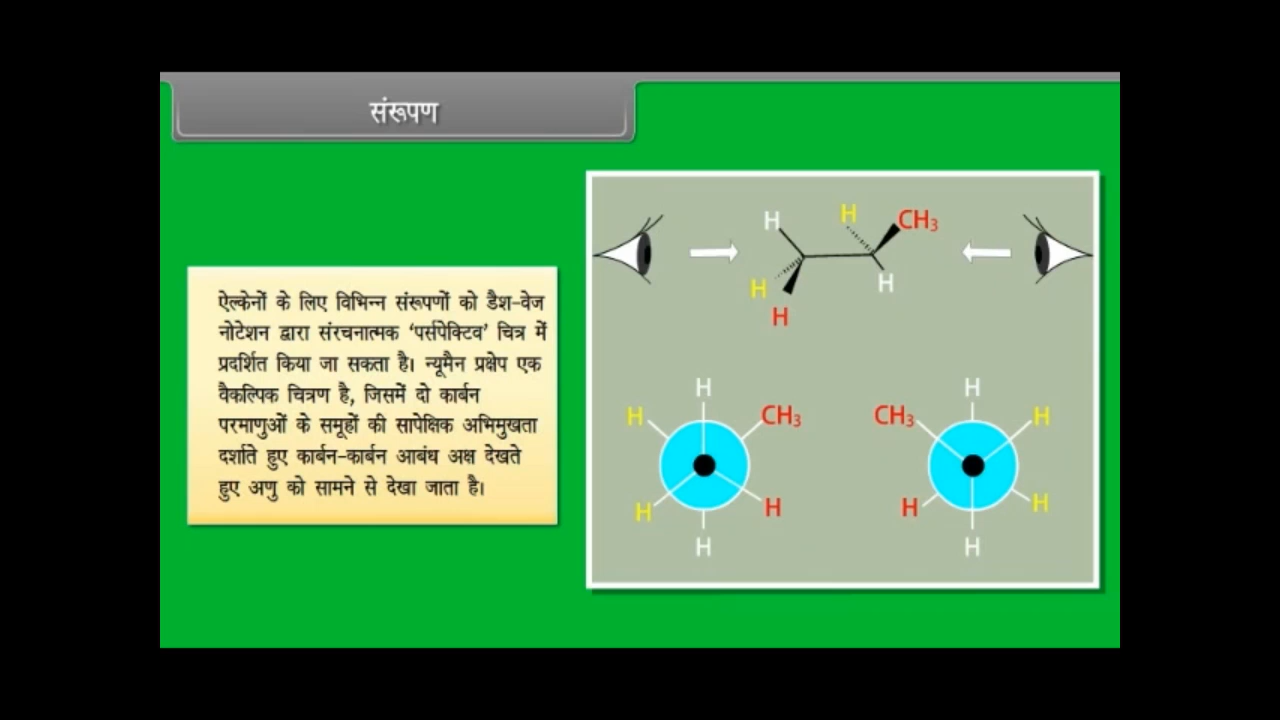 संरूपण
ऐल्केनों के लिए विभिन्न संरूपणों को डैश-वेज
नोटेशन द्वारा संरचनात्मक ‘पर्सपेक्टिव’ चित्र में
प्रदर्शित किया जा सकता है। न्यूमैन प्रक्षेप एक
वैकल्पिक चित्रण है, जिसमें दो कार्बन
परमाणुओं के समूहों की सापेक्षिक अभिमुखता
दर्शाते हुए कार्बन-कार्बन आबंध अक्ष देखते
हुए अणु को सामने से देखा जाता है।
H H CH₃
H H
H
H H
H CH₃ CH₃ H
H H H H
H H